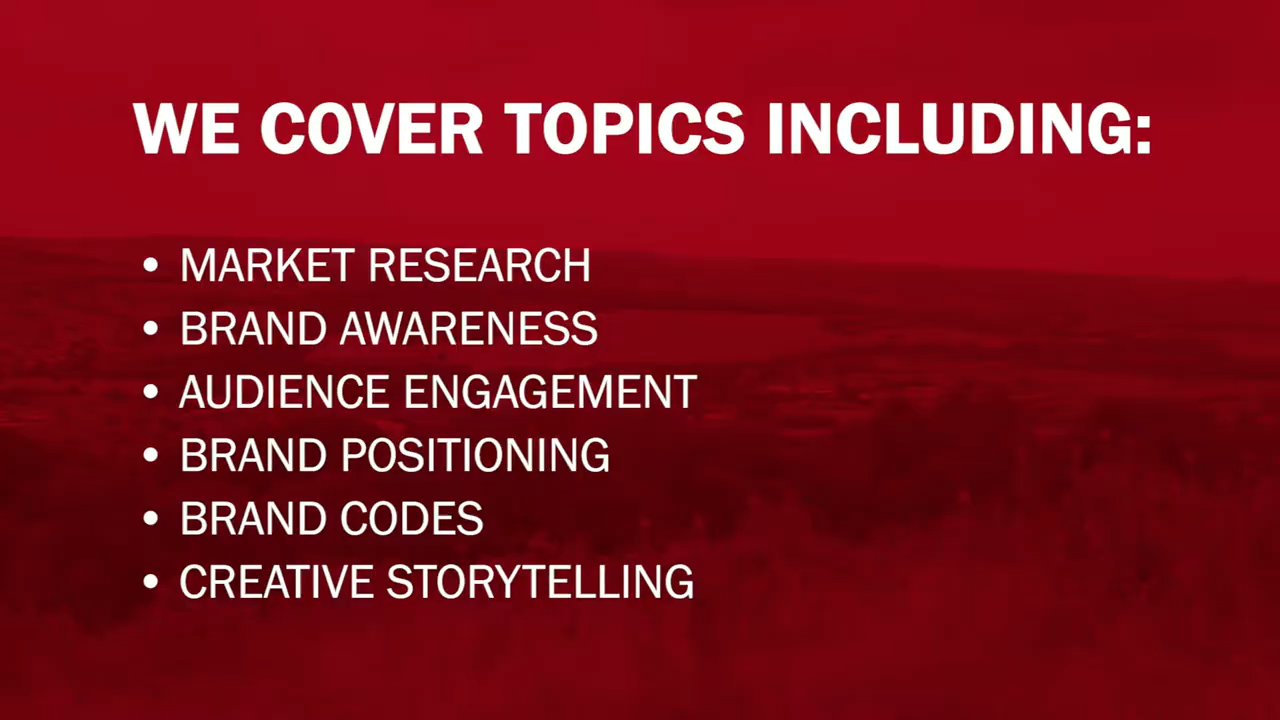 WE COVER TOPICS INCLUDING:
• MARKET RESEARCH
• BRAND AWARENESS
• AUDIENCE ENGAGEMENT
• BRAND POSITIONING
• BRAND CODES
• CREATIVE STORYTELLING